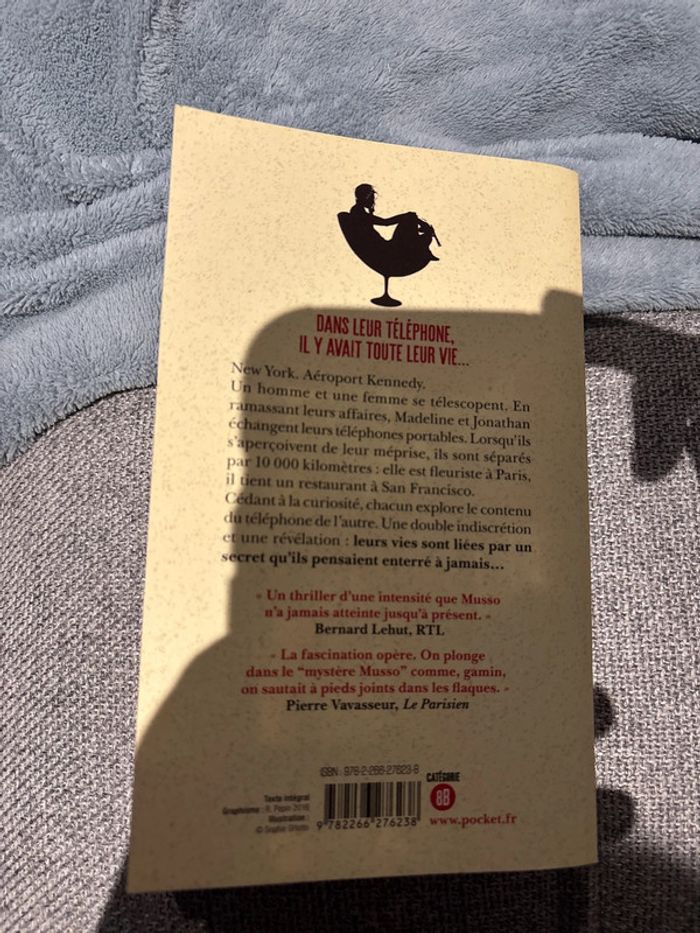 DANS LEUR TÉLÉPHONE,
IL Y AVAIT TOUTE LEUR VIE...
New York. Aéroport Kennedy.
Un homme et une femme se télescopent. En
ramassant leurs affaires, Madeline et Jonathan
échangent leurs téléphones portables. Lorsqu'ils
s'aperçoivent de leur méprise, ils sont séparés
par 10 000 kilomètres : elle est fleuriste à Paris,
il tient un restaurant à San Francisco.
Cédant à la curiosité, chacun explore le contenu
du téléphone de l'autre. Une double indiscrétion
et une révélation : leurs vies sont liées par un
secret qu'ils pensaient enterré à jamais...
« Un thriller d'une intensité que Musso
n'a jamais atteinte jusqu'à présent. »
Bernard Lehut, RTL
« La fascination opère. On plonge
dans le "mystère Musso" comme, gamin,
on sautait à pieds joints dans les flaques. »
Pierre Vavasseur, Le Parisien
ISBN : 978-2-266-27623-8
Texte intégral
Graphisme : R. Pépin 2016
Illustration :
© Sophie
9 782266 276238
CATÉGORIE
8B
www.pocket.fr